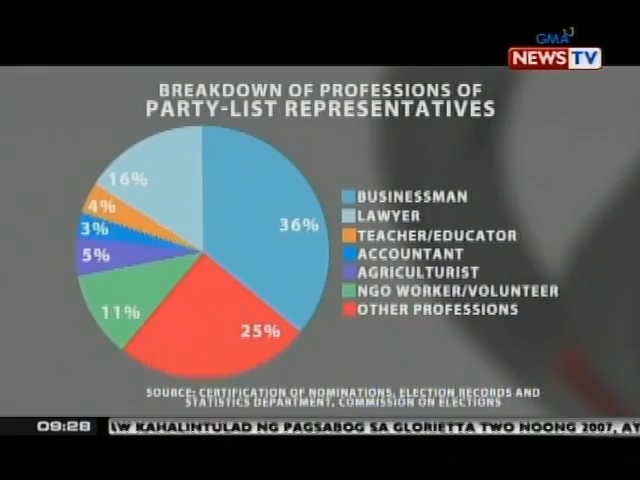 GMA
NEWS TV
BREAKDOWN OF PROFESSIONS OF
PARTY-LIST REPRESENTATIVES
16%
4%
3%
5%
11%
25%
36%
BUSINESSMAN
LAWYER
TEACHER/EDUCATOR
ACCOUNTANT
AGRICULTURIST
NGO WORKER/VOLUNTEER
OTHER PROFESSIONS
SOURCE: CERTIFICATION OF NOMINATIONS, ELECTION RECORDS AND
STATISTICS DEPARTMENT, COMMISSION ON ELECTIONS
09:28 AW KAHALINTULAD NG PAGSABOG SA GLORIETTA TWO NOONG 2007, AY